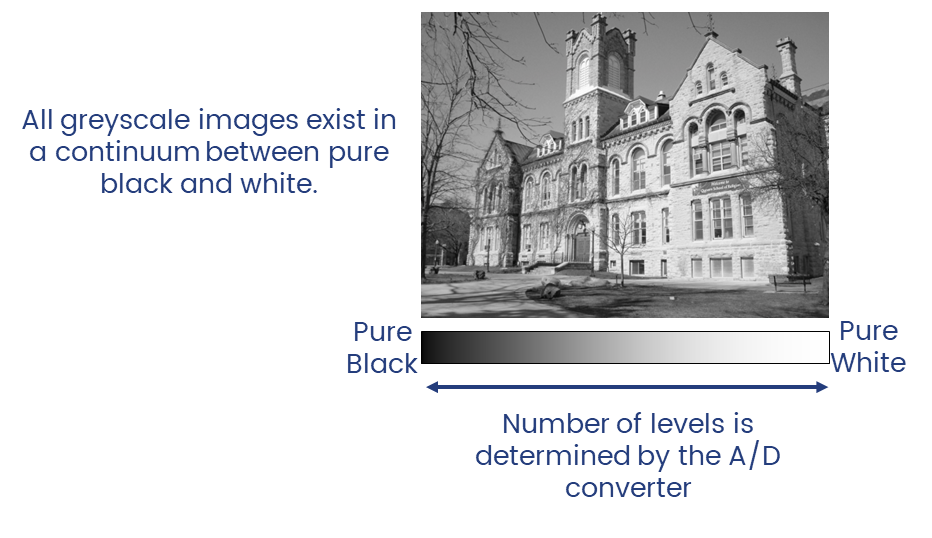 All greyscale images exist in
a continuum between pure
black and white.
Pure
Black
Pure
White
Number of levels is
determined by the A/D
converter